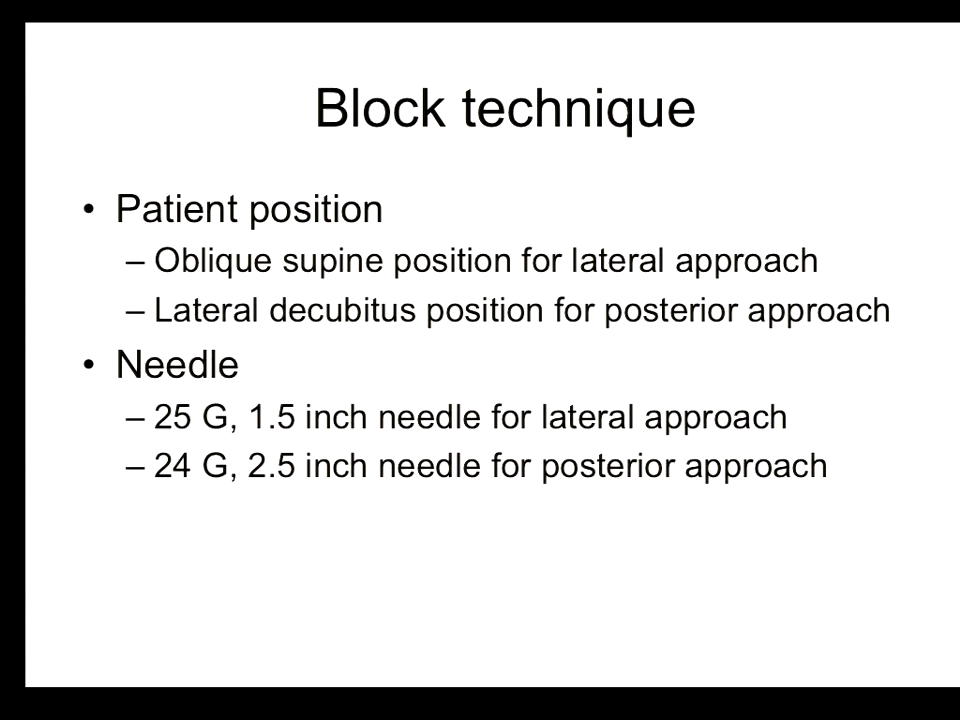 Block technique
• Patient position
– Oblique supine position for lateral approach
– Lateral decubitus position for posterior approach
• Needle
– 25 G, 1.5 inch needle for lateral approach
– 24 G, 2.5 inch needle for posterior approach